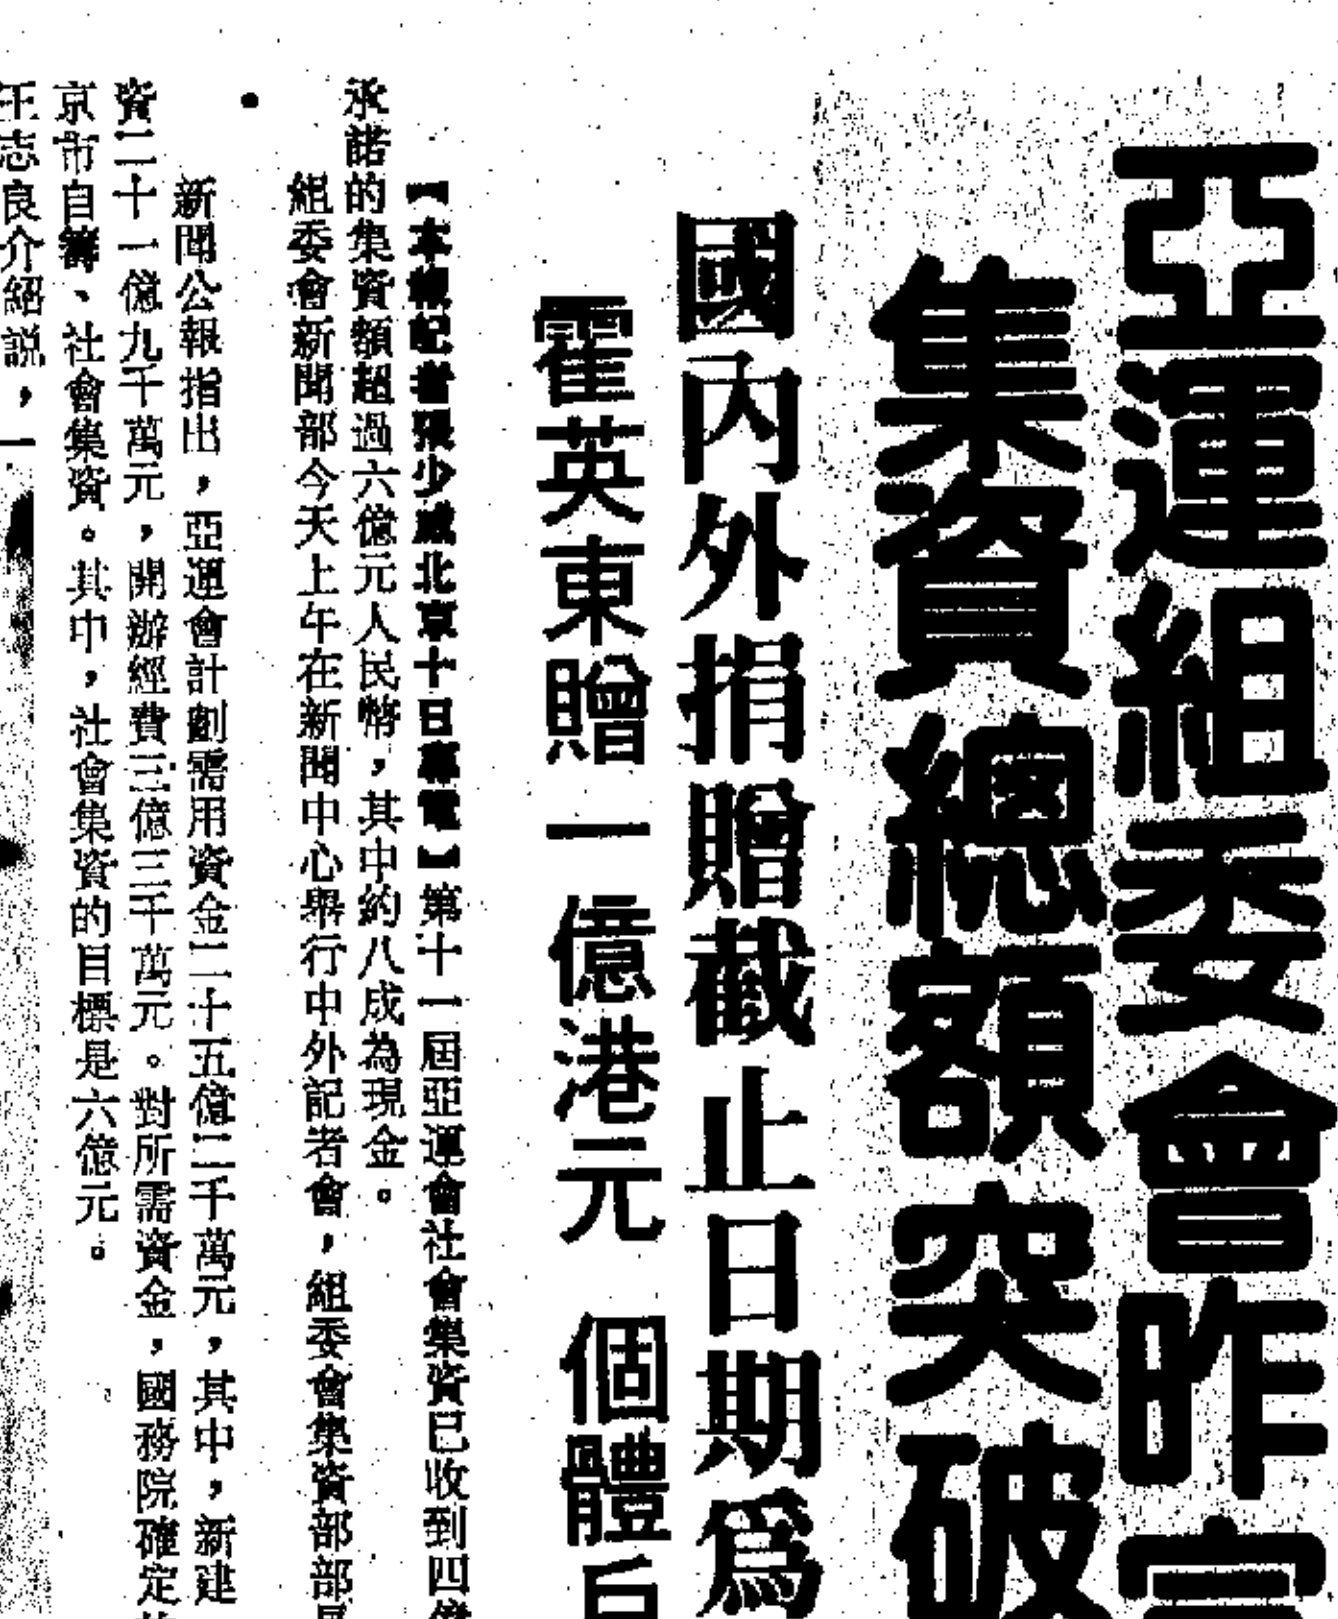 亞運組委會昨宣
集資總額突破
國內外捐贈截止日期爲
霍英東贈一億港元 個體戶
【本報記者張少威北京十日專電】第十一屆亞運會社會集資已收到四億
承諾的集資額超過六億元人民幣，其中約八成為現金。
組委會新聞部今天上午在新聞中心舉行中外記者會，組委會集資部部長
新聞公報指出，亞運會計劃需用資金二十五億二千萬元，其中，新建
資二十一億九千萬元，開辦經費三億三千萬元。對所需資金，國務院確定
京市自籌、社會集資。其中，社會集資的目標是六億元。
王志良介紹説，一